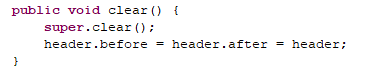 public void clear() {
    super.clear();
    header.before = header.after = header;
}